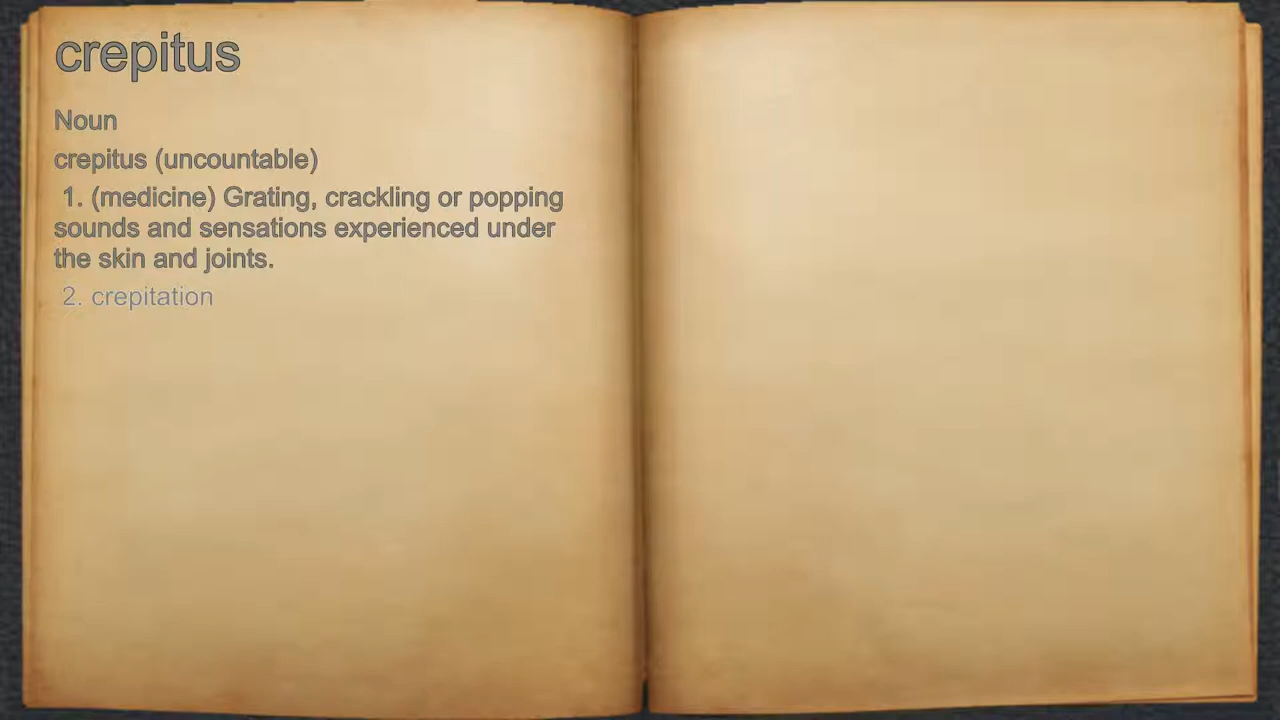 crepitus
Noun
crepitus (uncountable)
1. (medicine) Grating, crackling or popping
sounds and sensations experienced under
the skin and joints.
2. crepitation